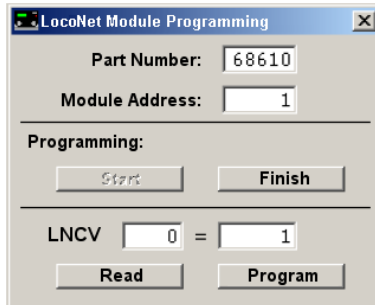 LocoNet Module Programming
Part Number: 68610
Module Address: 1
Programming:
Start Finish
LNCV 0 = 1
Read Program